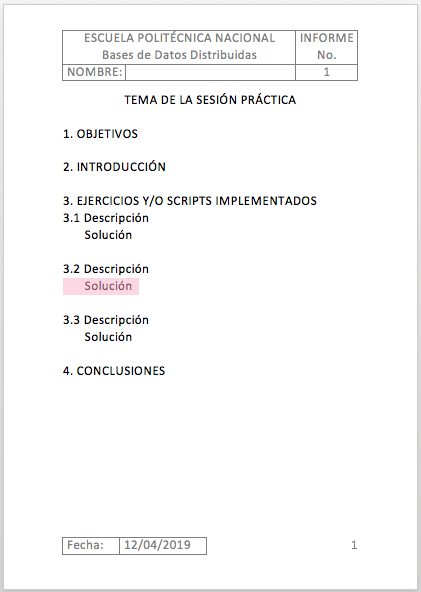 ESCUELA POLITÉCNICA NACIONAL INFORME
Bases de Datos Distribuidas No.
NOMBRE: 1
TEMA DE LA SESIÓN PRÁCTICA
1. OBJETIVOS
2. INTRODUCCIÓN
3. EJERCICIOS Y/O SCRIPTS IMPLEMENTADOS
3.1 Descripción
Solución
3.2 Descripción
Solución
3.3 Descripción
Solución
4. CONCLUSIONES
Fecha: 12/04/2019 1